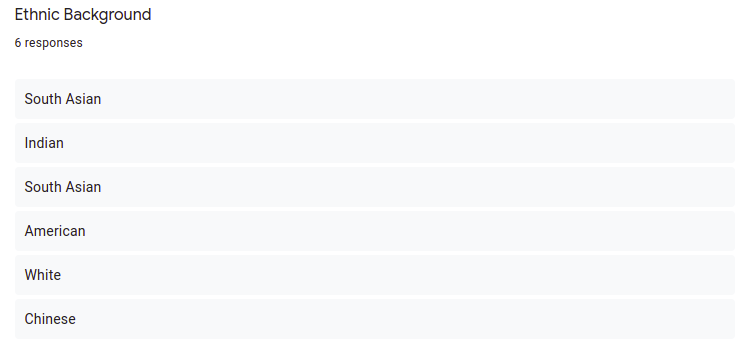 Ethnic Background
6 responses
South Asian
Indian
South Asian
American
White
Chinese